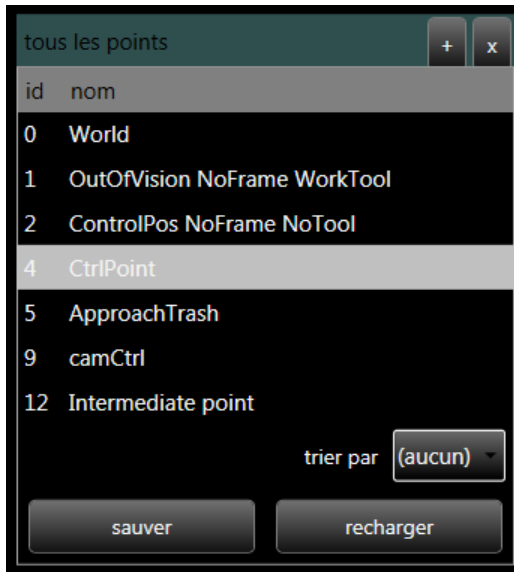 tous les points + x
id nom
0 World
1 OutOfVision NoFrame WorkTool
2 ControlPos NoFrame NoTool
4 CtrlPoint
5 ApproachTrash
9 camCtrl
12 Intermediate point
trier par (aucun)
sauver recharger